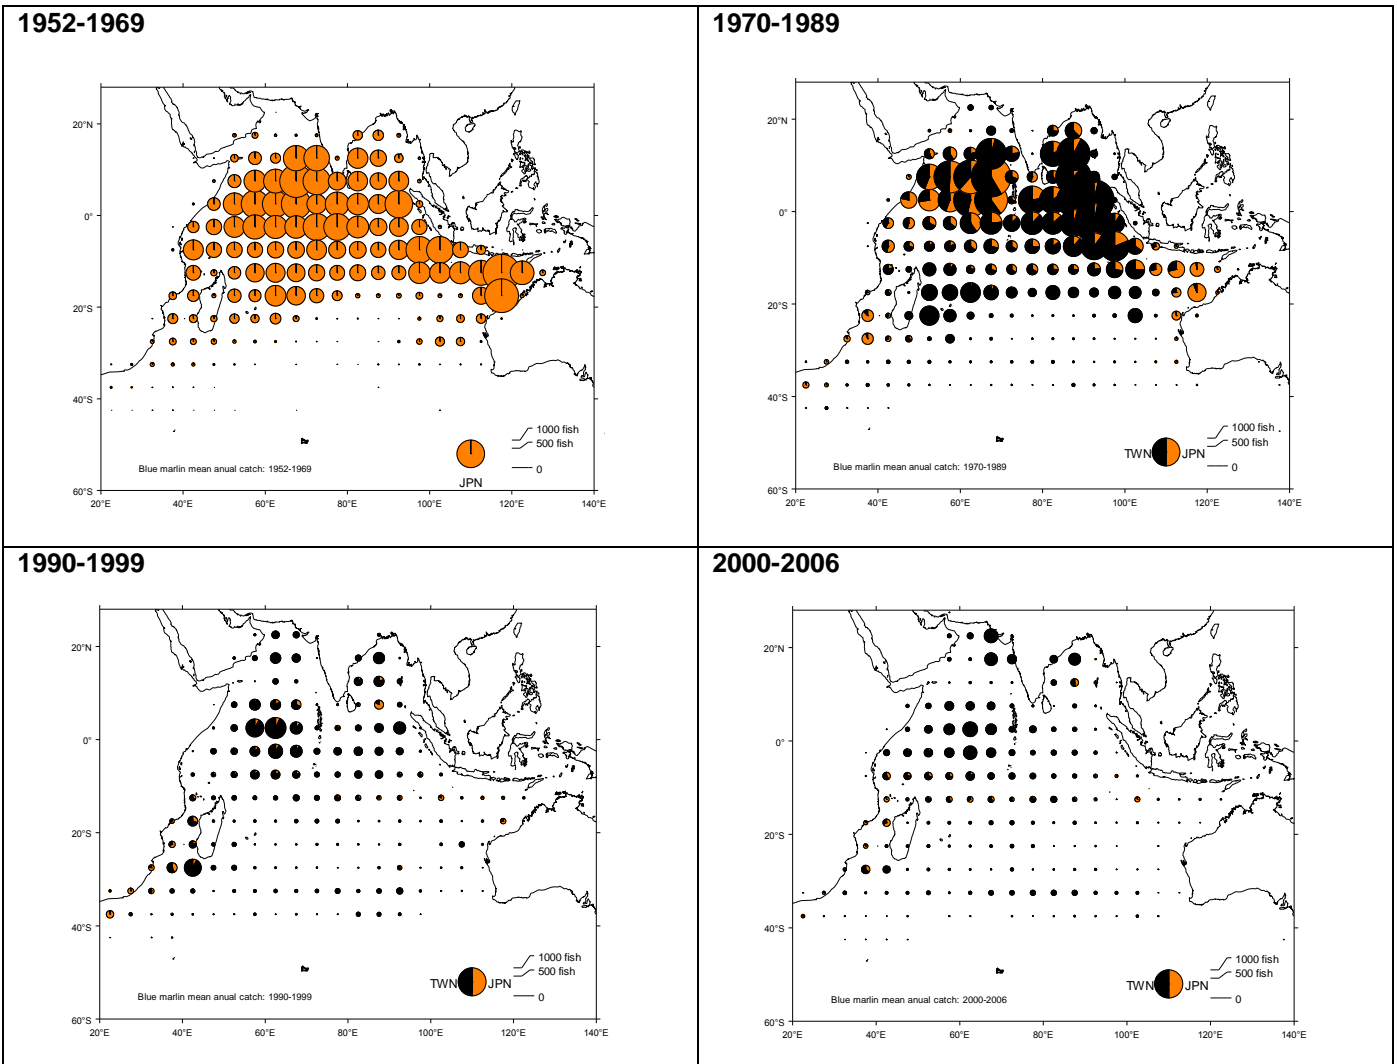 1952-1969
20°N
0°
20°S
40°S
60°S
20°E 40°E 60°E 80°E 100°E 120°E 140°E
1000 fish
500 fish
0
JPN
Blue marlin mean anual catch: 1952-1969
1970-1989
20°N
0°
20°S
40°S
60°S
20°E 40°E 60°E 80°E 100°E 120°E 140°E
1000 fish
500 fish
0
TWN JPN
Blue marlin mean anual catch: 1970-1989
1990-1999
20°N
0°
20°S
40°S
60°S
20°E 40°E 60°E 80°E 100°E 120°E 140°E
1000 fish
500 fish
0
TWN JPN
Blue marlin mean anual catch: 1990-1999
2000-2006
20°N
0°
20°S
40°S
60°S
20°E 40°E 60°E 80°E 100°E 120°E 140°E
1000 fish
500 fish
0
TWN JPN
Blue marlin mean anual catch: 2000-2006